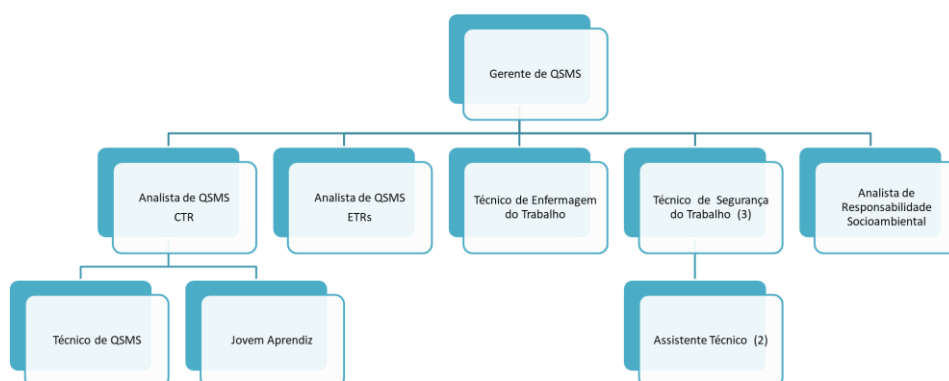 Gerente de QSMS
Analista de QSMS
CTR
Analista de QSMS
ETRs
Técnico de Enfermagem
do Trabalho
Técnico de Segurança
do Trabalho (3)
Analista de
Responsabilidade
Socioambiental
Técnico de QSMS
Jovem Aprendiz
Assistente Técnico (2)